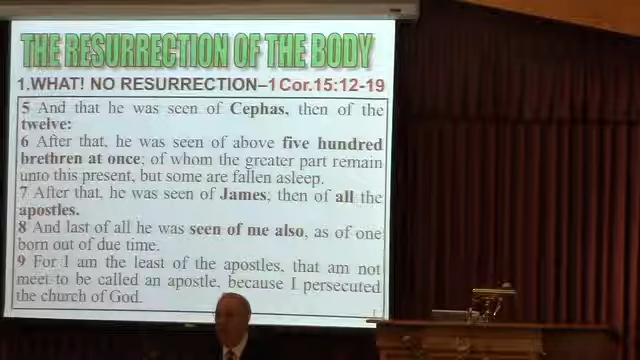 THE RESURRECTION OF THE BODY
1.WHAT! NO RESURRECTION–1 Cor.15:12-19
5 And that he was seen of Cephas, then of the
twelve:
6 After that, he was seen of above five hundred
brethren at once; of whom the greater part remain
unto this present, but some are fallen asleep.
7 After that, he was seen of James; then of all the
apostles.
8 And last of all he was seen of me also, as of one
born out of due time.
9 For I am the least of the apostles, that am not
meet to be called an apostle, because I persecuted
the church of God.